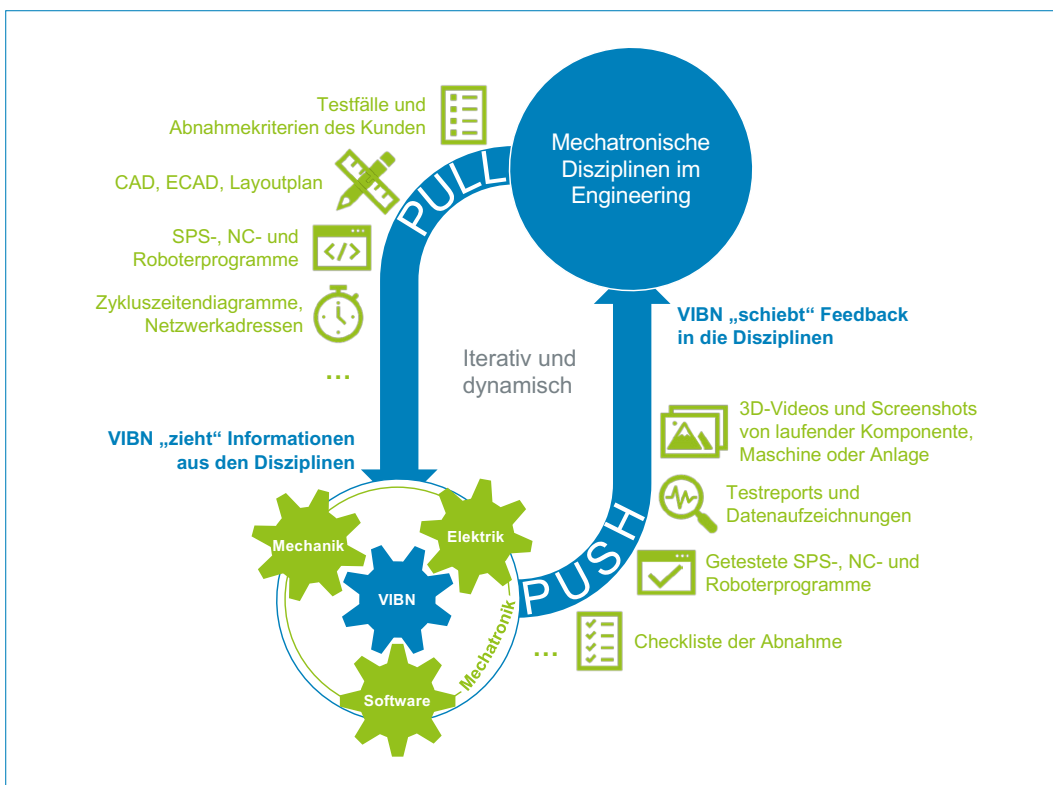 Testfälle und
Abnahmekriterien des Kunden
CAD, ECAD, Layoutplan
SPS-, NC- und
Roboterprogramme
</>
Zykluszeitendiagramme,
Netzwerkadressen
...
PULL
Mechatronische
Disziplinen im
Engineering
VIBN „zieht“ Informationen
aus den Disziplinen
Iterativ und
dynamisch
VIBN „schiebt“ Feedback
in die Disziplinen
3D-Videos und Screenshots
von laufender Komponente,
Maschine oder Anlage
Testreports und
Datenaufzeichnungen
Getestete SPS-, NC- und
Roboterprogramme
... Checkliste der Abnahme
PUSH
Mechanik
Elektrik
VIBN
Software
Mechatronik